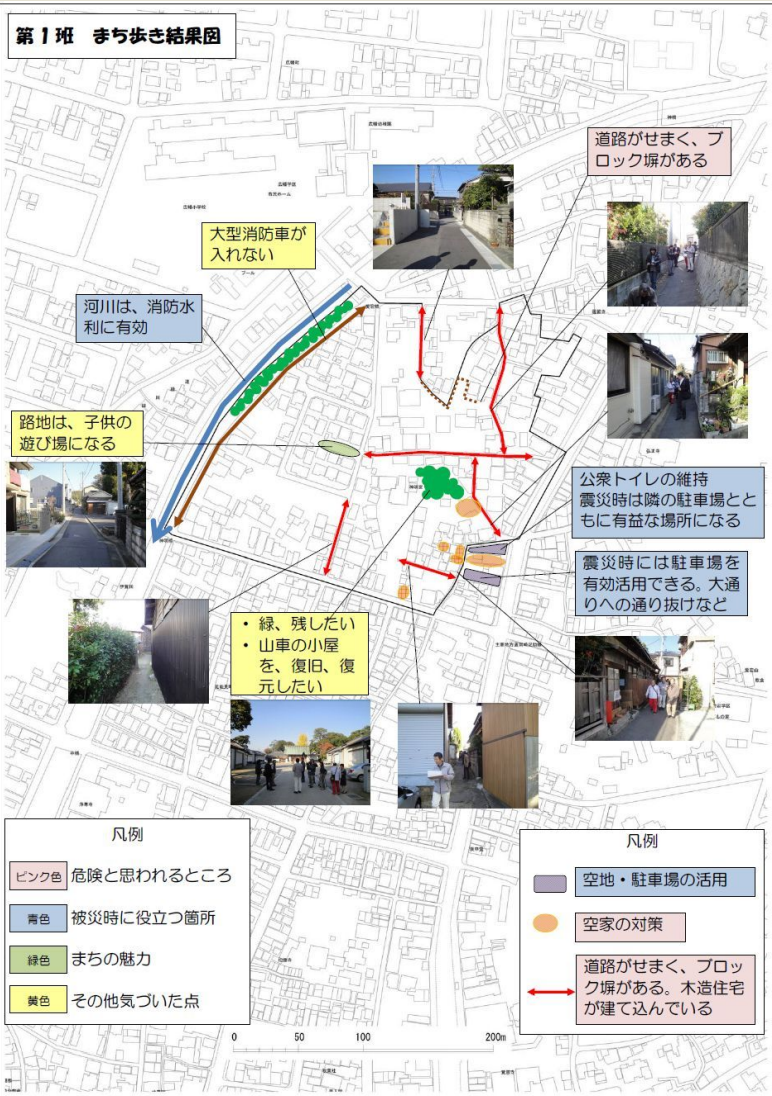 第1班 まち歩き結果図
道路がせまく、ブ
ロック塀がある
大型消防車が
入れない
河川は、消防水
利に有効
路地は、子供の
遊び場になる
公衆トイレの維持
震災時は隣の駐車場とと
もに有益な場所になる
震災時には駐車場を
有効活用できる。大通
りへの通り抜けなど
・ 緑、残したい
・ 山車の小屋
を、復旧、復
元したい
プール
凡例
ピンク色 危険と思われるところ
青色 被災時に役立つ箇所
緑色 まちの魅力
黄色 その他気づいた点
凡例
空地・駐車場の活用
空家の対策
道路がせまく、ブロッ
ク塀がある。木造住宅
が建て込んでいる
0 50 100 200m